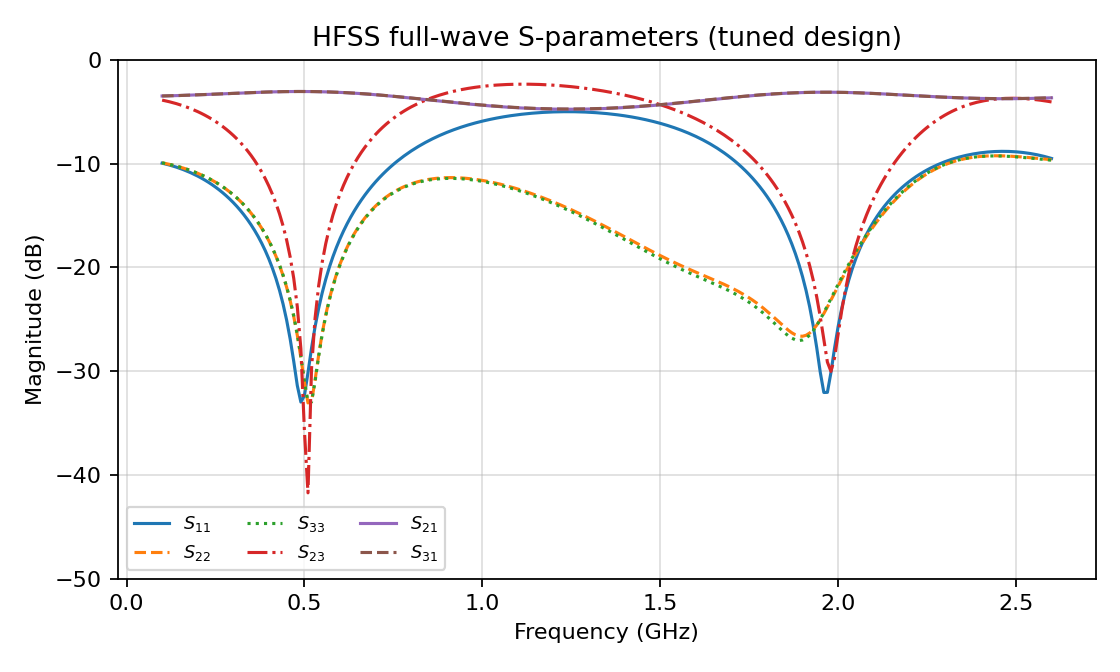 HFSS full-wave S-parameters (tuned design)
Magnitude (dB)
0
−10
−20
−30
−40
−50
S11 S33 S21
S22 S23 S31
0.0 0.5 1.0 1.5 2.0 2.5
Frequency (GHz)